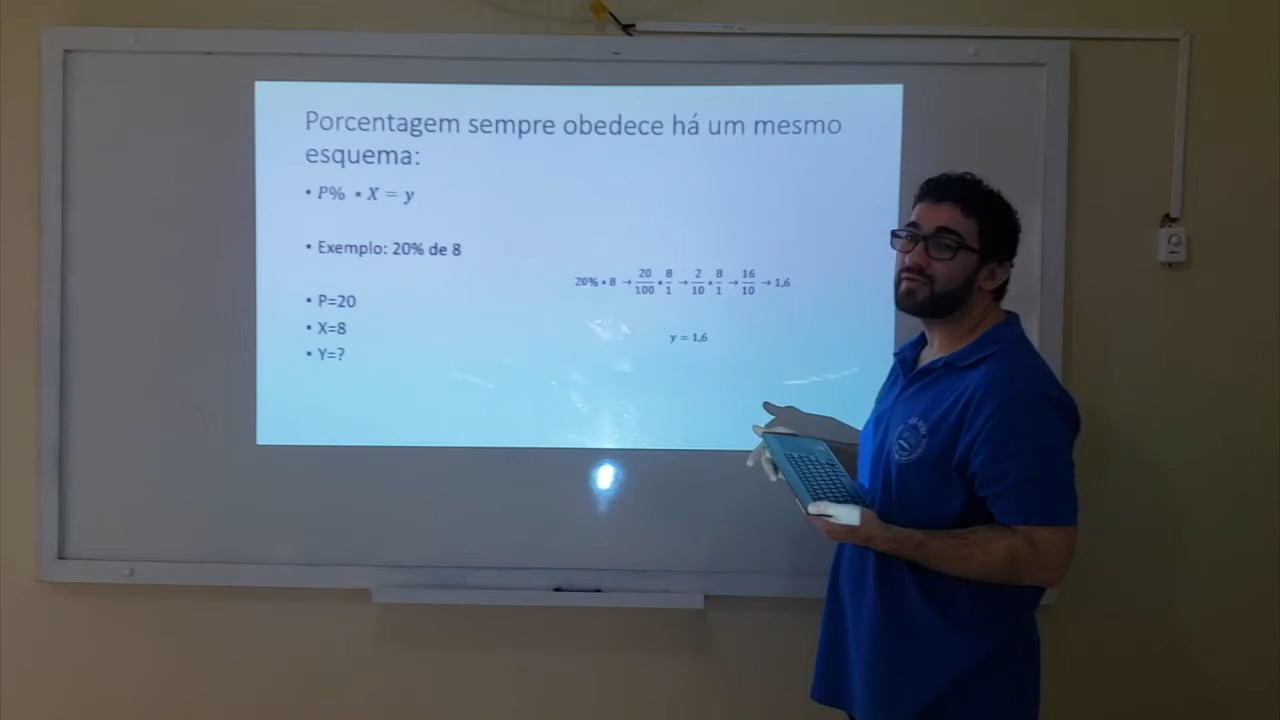 Porcentagem sempre obedece há um mesmo
esquema:
• P% * X = y
• Exemplo: 20% de 8
20% * 8 → 20/100 * 8/1 → 2/10 * 8/1 → 16/10 → 1,6
• P=20
• X=8
y = 1,6
• Y=?